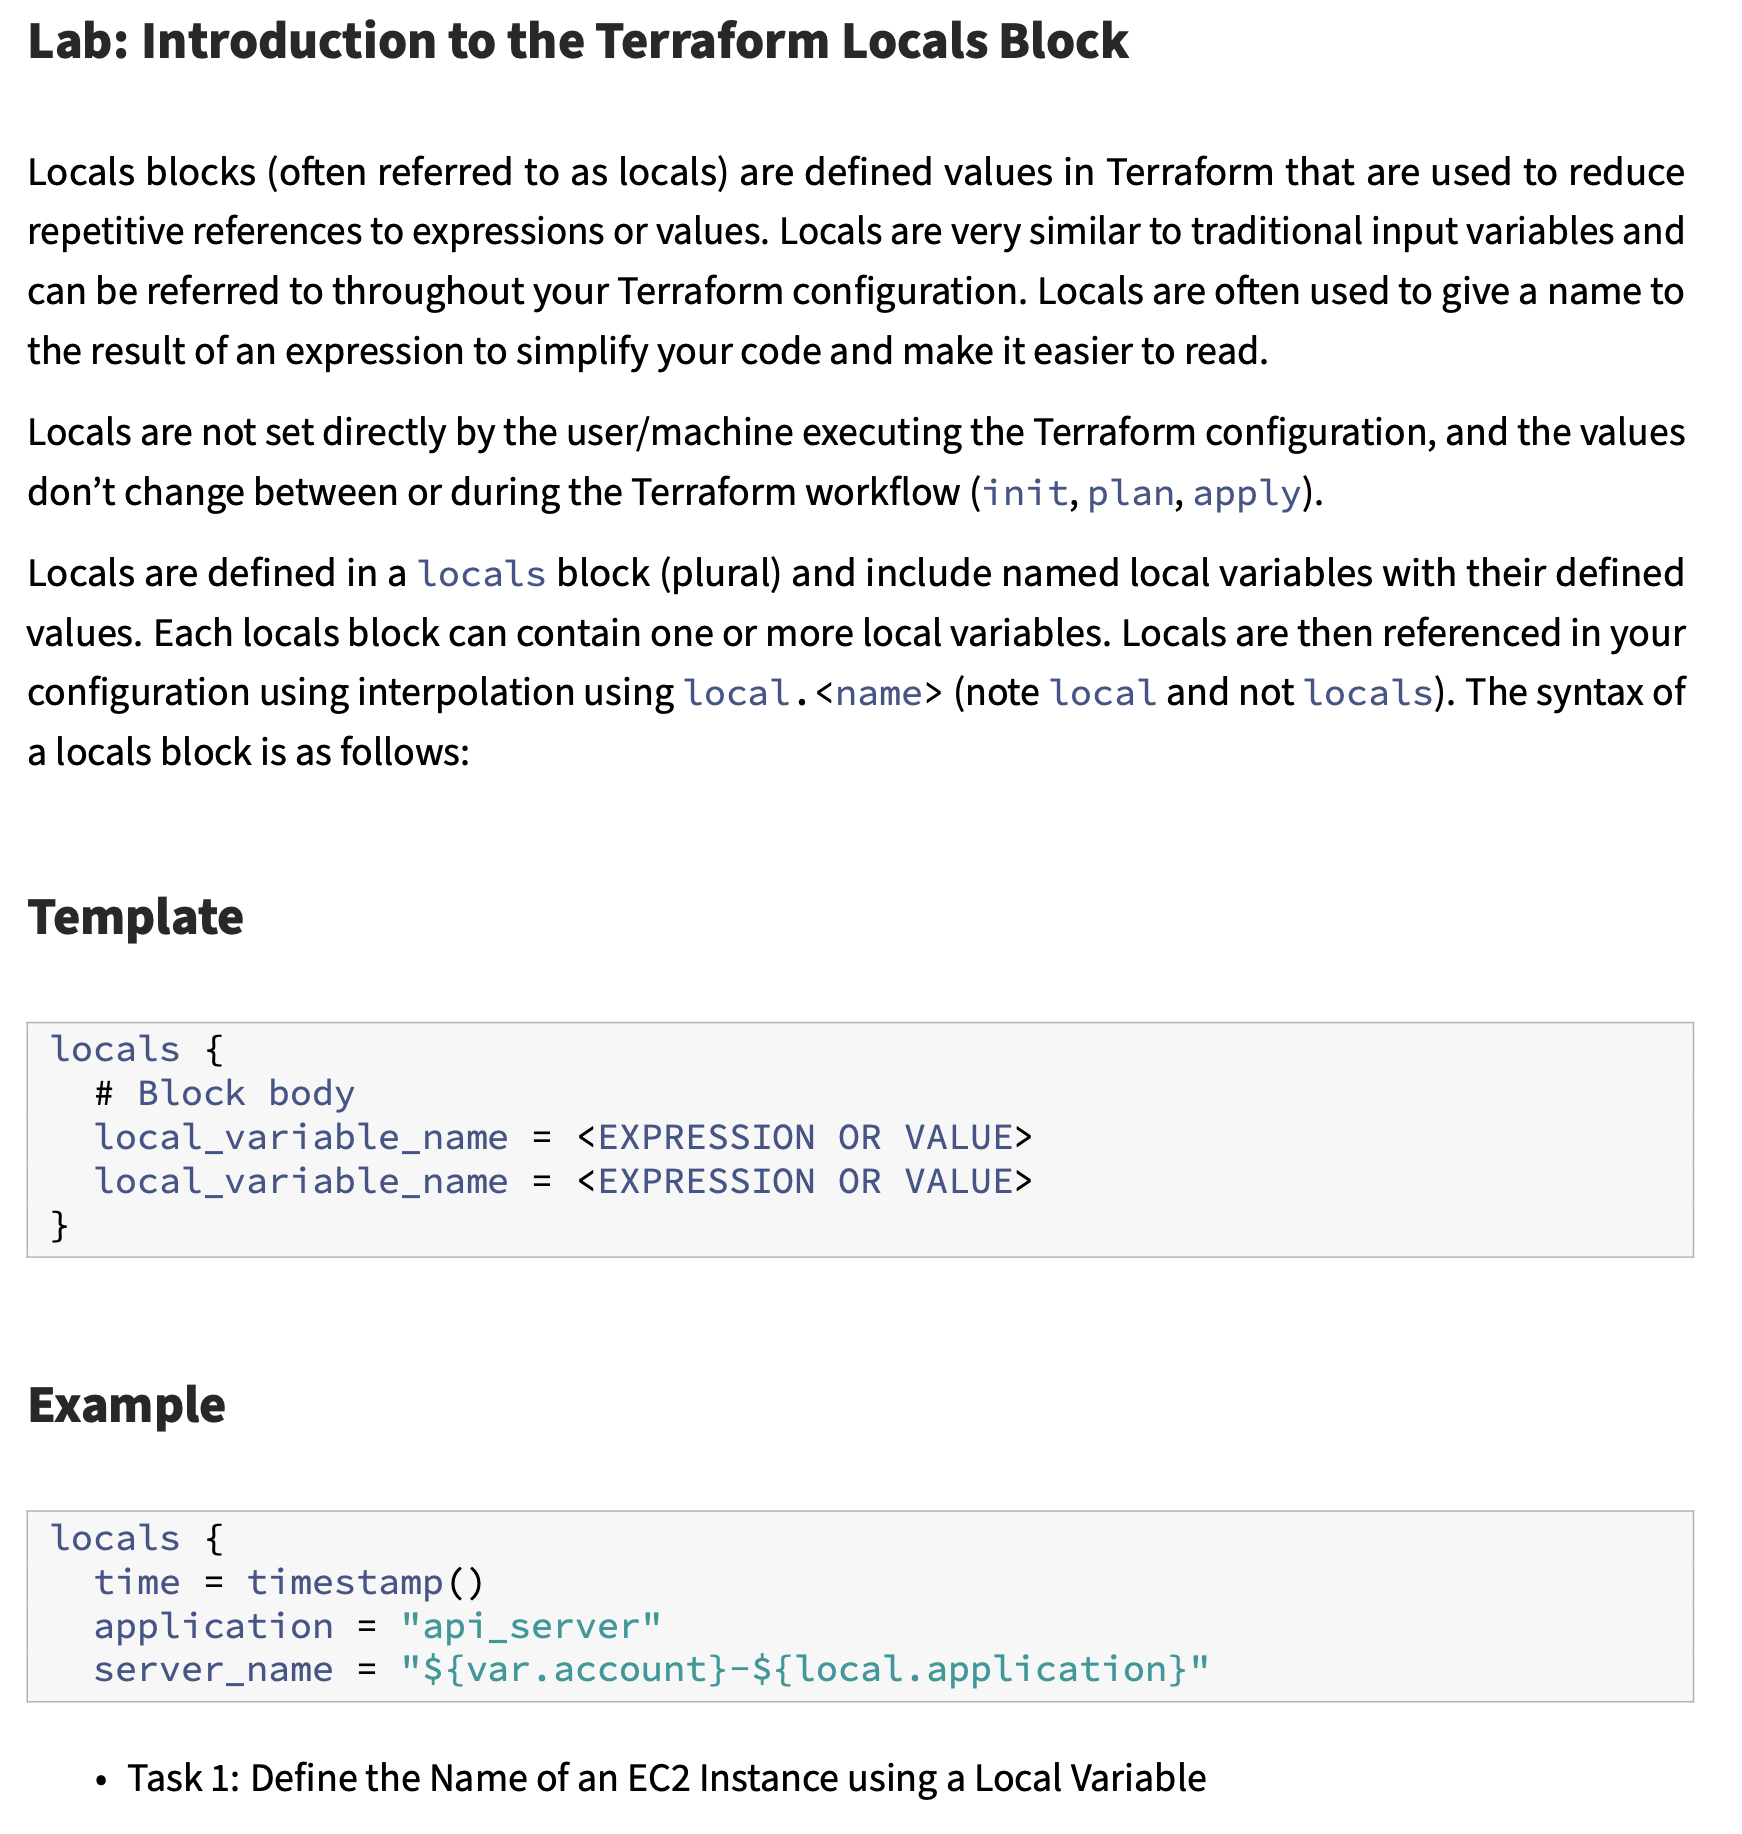 Lab: Introduction to the Terraform Locals Block
Locals blocks (often referred to as locals) are defined values in Terraform that are used to reduce
repetitive references to expressions or values. Locals are very similar to traditional input variables and
can be referred to throughout your Terraform configuration. Locals are often used to give a name to
the result of an expression to simplify your code and make it easier to read.
Locals are not set directly by the user/machine executing the Terraform configuration, and the values
don’t change between or during the Terraform workflow (init, plan, apply).
Locals are defined in a locals block (plural) and include named local variables with their defined
values. Each locals block can contain one or more local variables. Locals are then referenced in your
configuration using interpolation using local.<name> (note local and not locals). The syntax of
a locals block is as follows:
Template
locals {
  # Block body
  local_variable_name = <EXPRESSION OR VALUE>
  local_variable_name = <EXPRESSION OR VALUE>
}
Example
locals {
  time = timestamp()
  application = "api_server"
  server_name = "${var.account}-${local.application}"
• Task 1: Define the Name of an EC2 Instance using a Local Variable